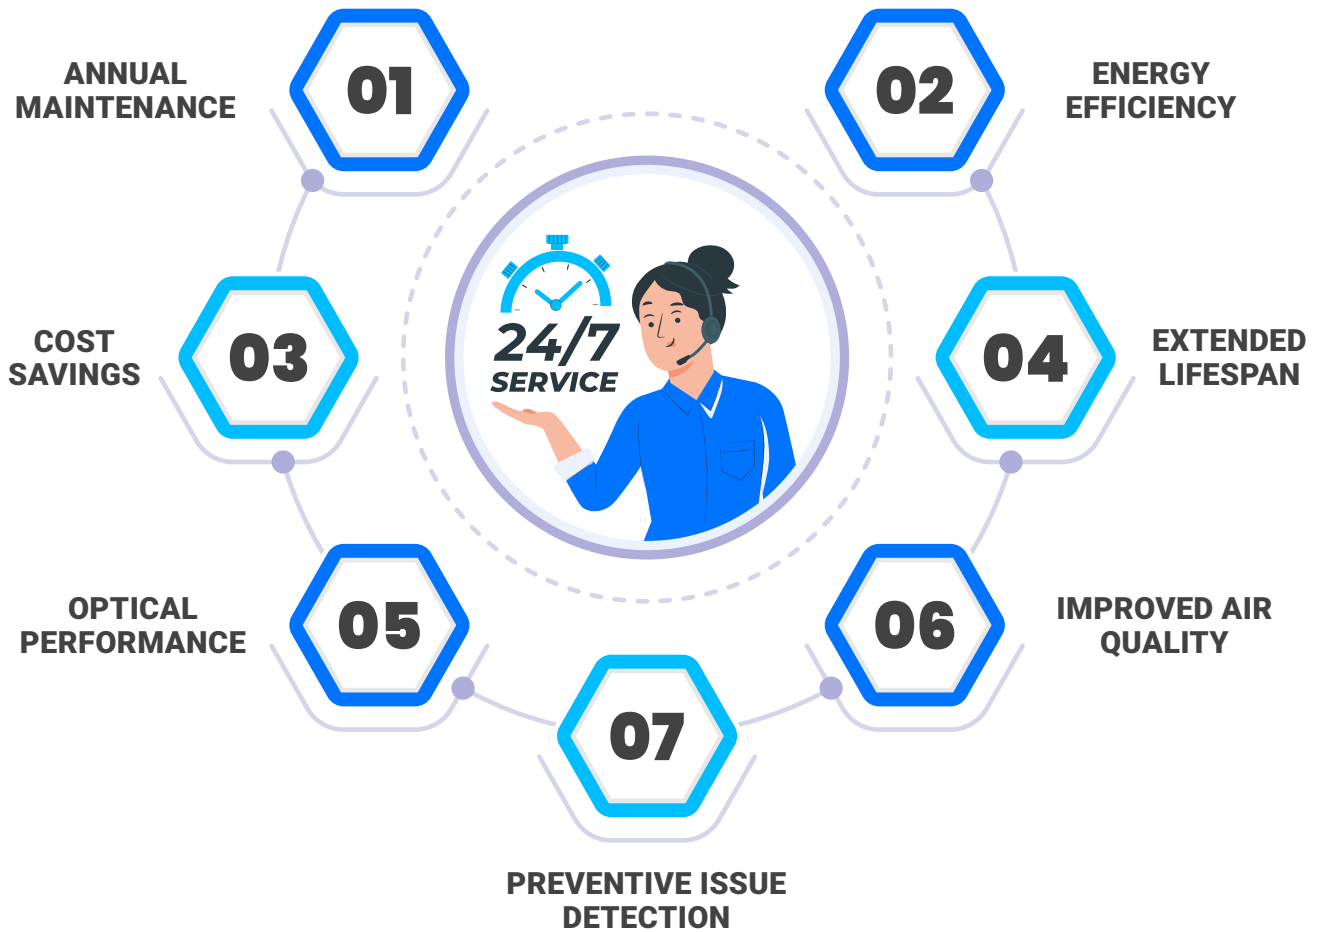 01
ANNUAL
MAINTENANCE
02
ENERGY
EFFICIENCY
24/7
SERVICE
03
COST
SAVINGS
04
EXTENDED
LIFESPAN
05
OPTICAL
PERFORMANCE
06
IMPROVED AIR
QUALITY
07
PREVENTIVE ISSUE
DETECTION